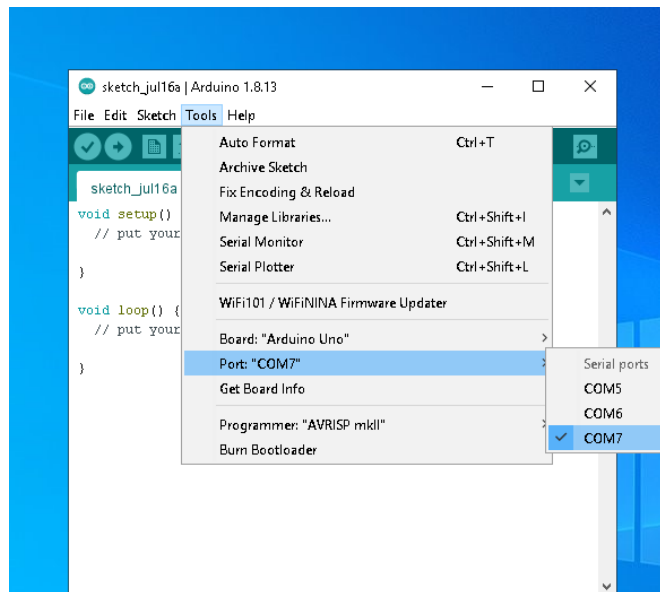 sketch_jul16a | Arduino 1.8.13
File Edit Sketch Tools Help
sketch_jul16a
void setup()
// put your
}
void loop() {
// put your
}
Auto Format Ctrl+T
Archive Sketch
Fix Encoding & Reload
Manage Libraries... Ctrl+Shift+I
Serial Monitor Ctrl+Shift+M
Serial Plotter Ctrl+Shift+L
WiFi101 / WiFiNINA Firmware Updater
Board: "Arduino Uno"
Port: "COM7"
Get Board Info
Programmer: "AVRISP mkII"
Burn Bootloader
Serial ports
COM5
COM6
COM7